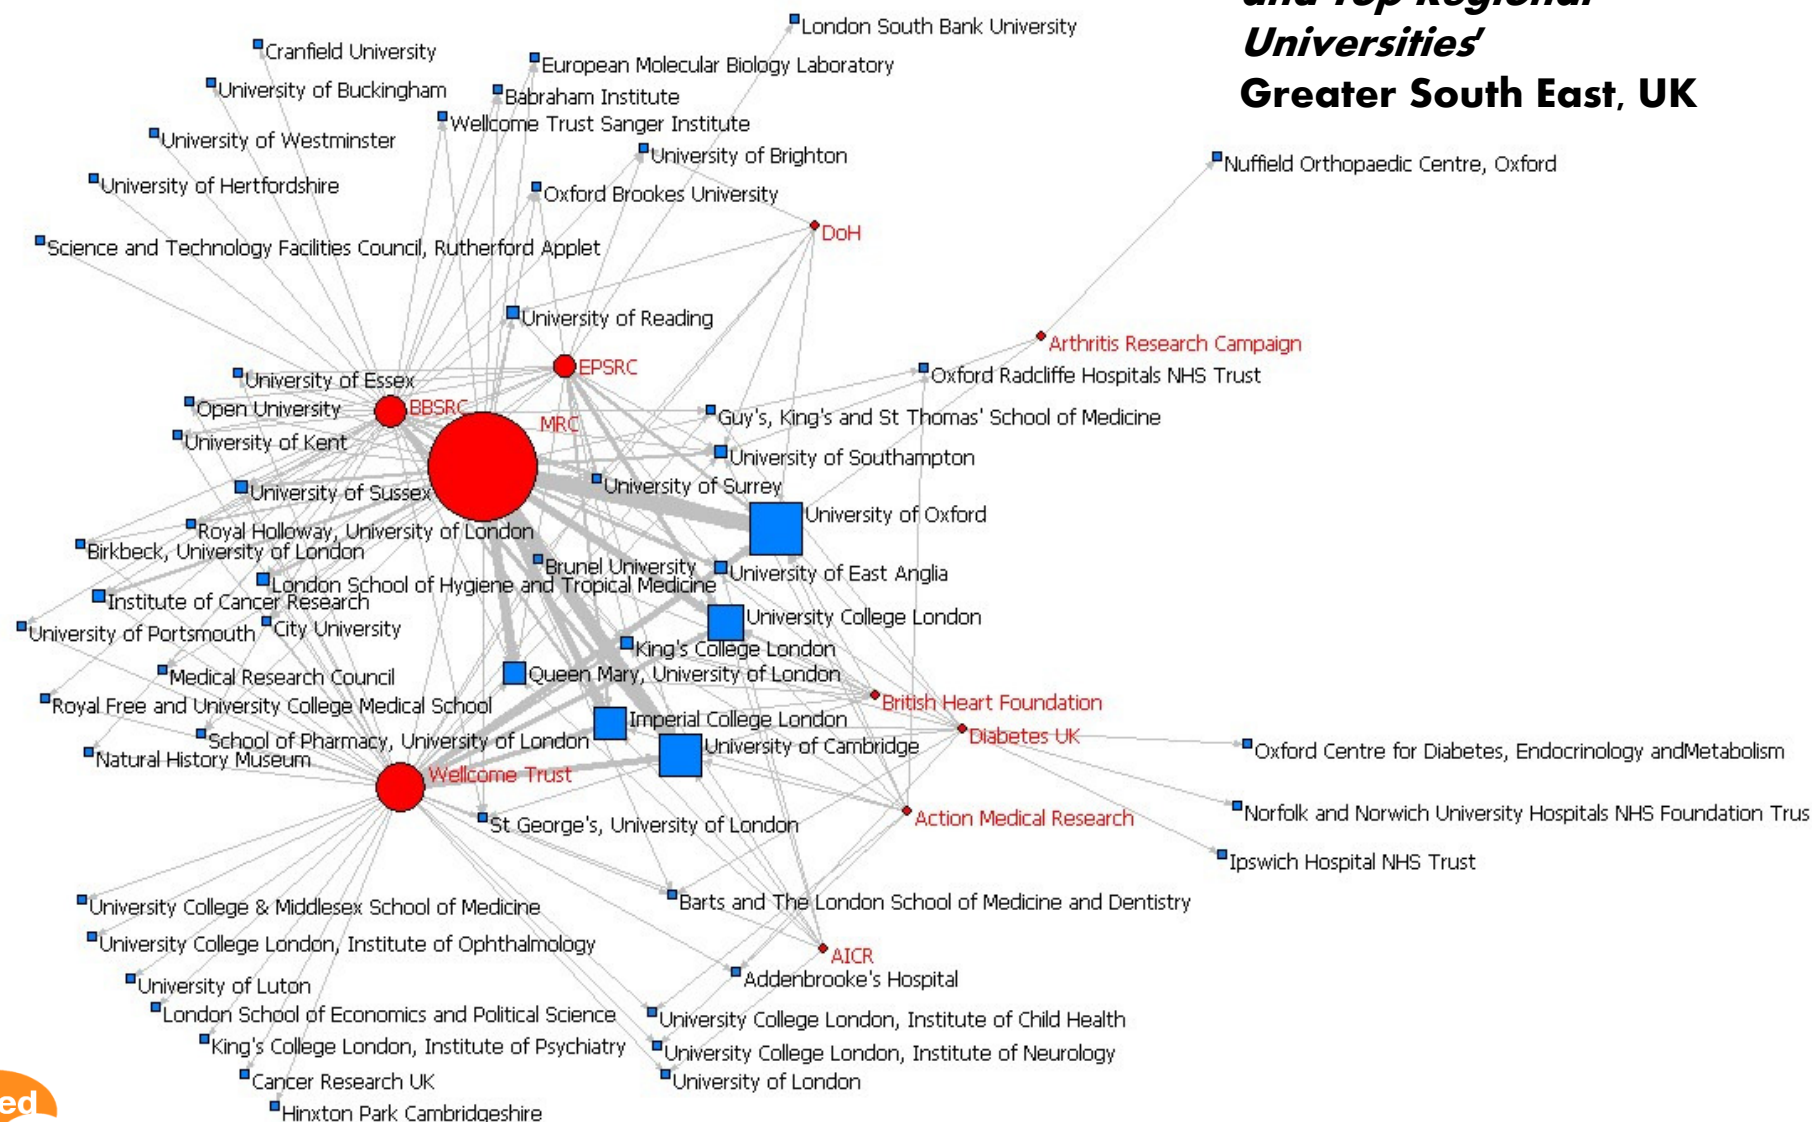 and Top Regional
Universities'
Greater South East, UK
London South Bank University
Cranfield University
European Molecular Biology Laboratory
University of Buckingham
Babraham Institute
Wellcome Trust Sanger Institute
University of Westminster
University of Brighton
Nuffield Orthopaedic Centre, Oxford
University of Hertfordshire
Oxford Brookes University
DoH
Science and Technology Facilities Council, Rutherford Applet
University of Reading
Arthritis Research Campaign
EPSRC
Oxford Radcliffe Hospitals NHS Trust
University of Essex
Open University
BBSRC
MRC
Guy's, King's and St Thomas' School of Medicine
University of Kent
University of Southampton
University of Surrey
University of Sussex
University of Oxford
Royal Holloway, University of London
Birkbeck, University of London
Brunel University
University of East Anglia
London School of Hygiene and Tropical Medicine
Institute of Cancer Research
University College London
University of Portsmouth
City University
King's College London
Medical Research Council
Queen Mary, University of London
British Heart Foundation
Royal Free and University College Medical School
Imperial College London
Diabetes UK
School of Pharmacy, University of London
University of Cambridge
Oxford Centre for Diabetes, Endocrinology andMetabolism
Natural History Museum
Wellcome Trust
Norfolk and Norwich University Hospitals NHS Foundation Trus
Action Medical Research
St George's, University of London
Ipswich Hospital NHS Trust
Barts and The London School of Medicine and Dentistry
University College & Middlesex School of Medicine
University College London, Institute of Ophthalmology
AICR
Addenbrooke's Hospital
University of Luton
London School of Economics and Political Science
University College London, Institute of Child Health
King's College London, Institute of Psychiatry
University College London, Institute of Neurology
Cancer Research UK
University of London
ed
Hinxton Park Cambridgeshire